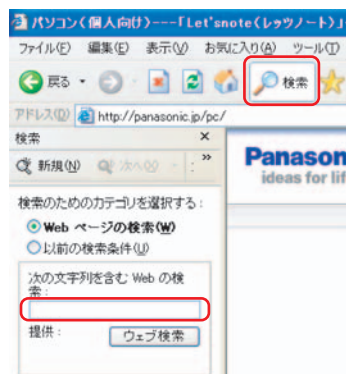 パソコン(個人向け)---「Let'snote(レッツノート)」
ファイル(F) 編集(E) 表示(V) お気に入り(A) ツール(T)
戻る 検索
アドレス(D) http://panasonic.jp/pc/
検索 ×
新規(N) 次へ »
Panason
ideas for lif
検索のためのカテゴリを選択する:
Web ページの検索(W)
以前の検索条件(U)
次の文字列を含む Web の検
索:
提供: ウェブ検索